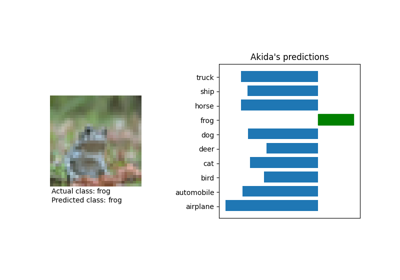 Akida's predictions
truck
ship
horse
frog
dog
deer
cat
bird
automobile
airplane
Actual class: frog
Predicted class: frog